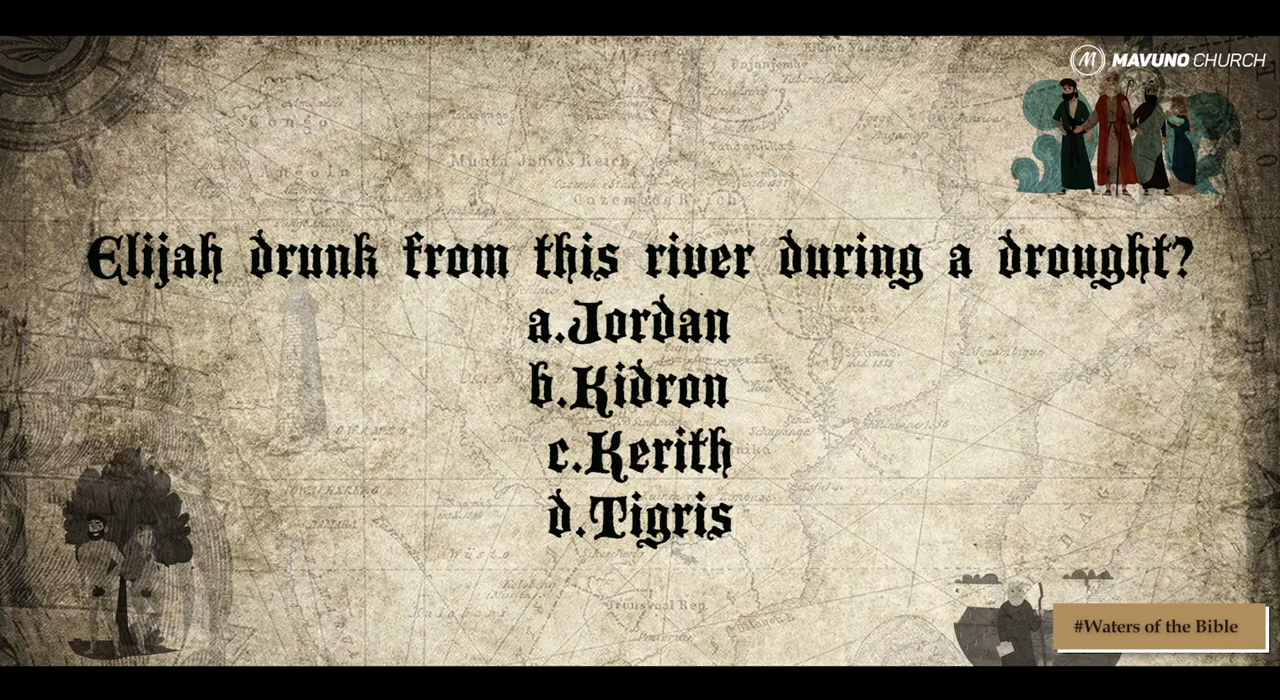 MAVUNO CHURCH
Elijah drunk from this river during a drought?
a.Jordan
b.Kidron
c.Kerith
d.Tigris
#Waters of the Bible